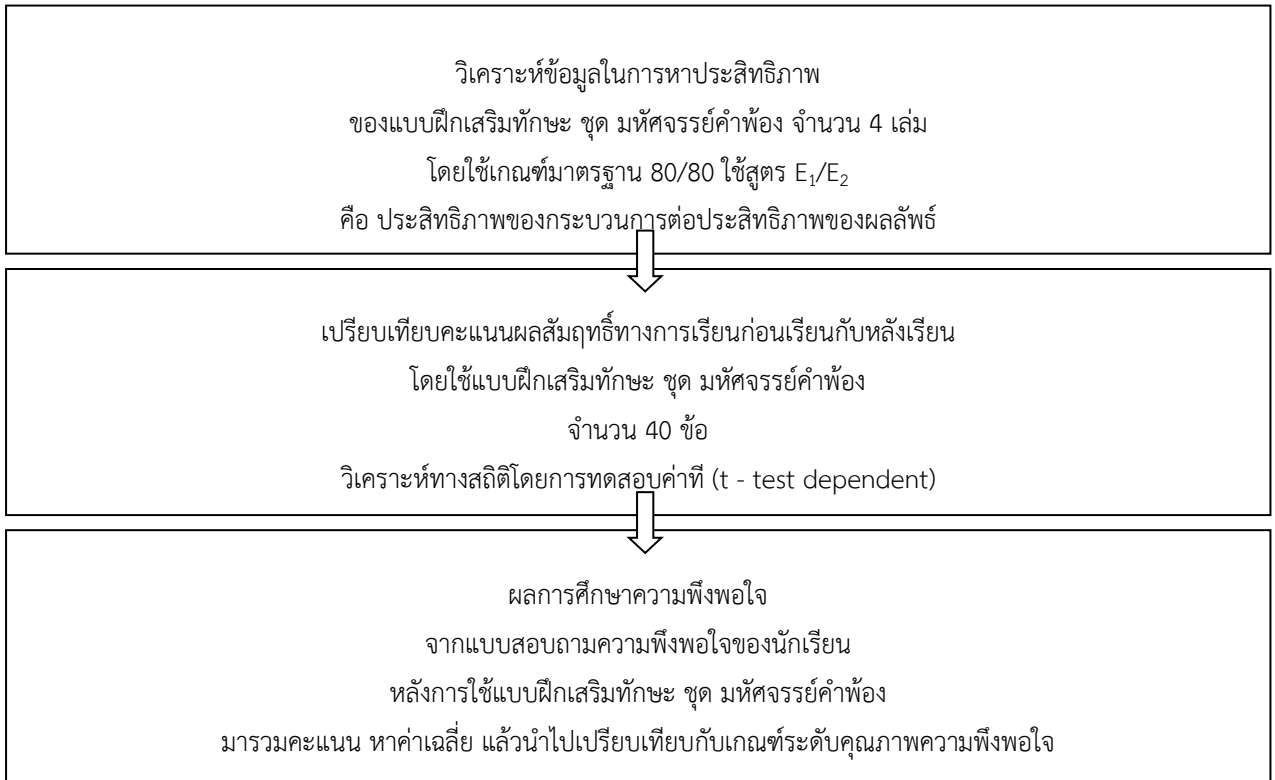 วิเคราะห์ข้อมูลในการหาประสิทธิภาพ
ของแบบฝึกเสริมทักษะ ชุด มหัศจรรย์คำพ้อง จำนวน 4 เล่ม
โดยใช้เกณฑ์มาตรฐาน 80/80 ใช้สูตร E₁/E₂
คือ ประสิทธิภาพของกระบวนการต่อประสิทธิภาพของผลลัพธ์
เปรียบเทียบคะแนนผลสัมฤทธิ์ทางการเรียนก่อนเรียนกับหลังเรียน
โดยใช้แบบฝึกเสริมทักษะ ชุด มหัศจรรย์คำพ้อง
จำนวน 40 ข้อ
วิเคราะห์ทางสถิติโดยการทดสอบค่าที (t - test dependent)
ผลการศึกษาความพึงพอใจ
จากแบบสอบถามความพึงพอใจของนักเรียน
หลังการใช้แบบฝึกเสริมทักษะ ชุด มหัศจรรย์คำพ้อง
มารวมคะแนน หาค่าเฉลี่ย แล้วนำไปเปรียบเทียบกับเกณฑ์ระดับคุณภาพความพึงพอใจ